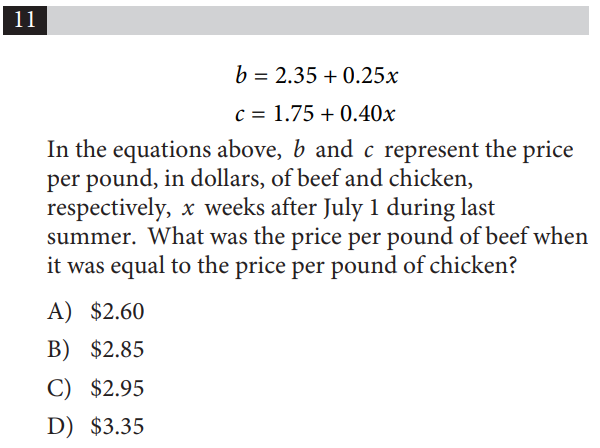 11
b = 2.35 + 0.25x
c = 1.75 + 0.40x
In the equations above, b and c represent the price
per pound, in dollars, of beef and chicken,
respectively, x weeks after July 1 during last
summer. What was the price per pound of beef when
it was equal to the price per pound of chicken?
A) $2.60
B) $2.85
C) $2.95
D) $3.35